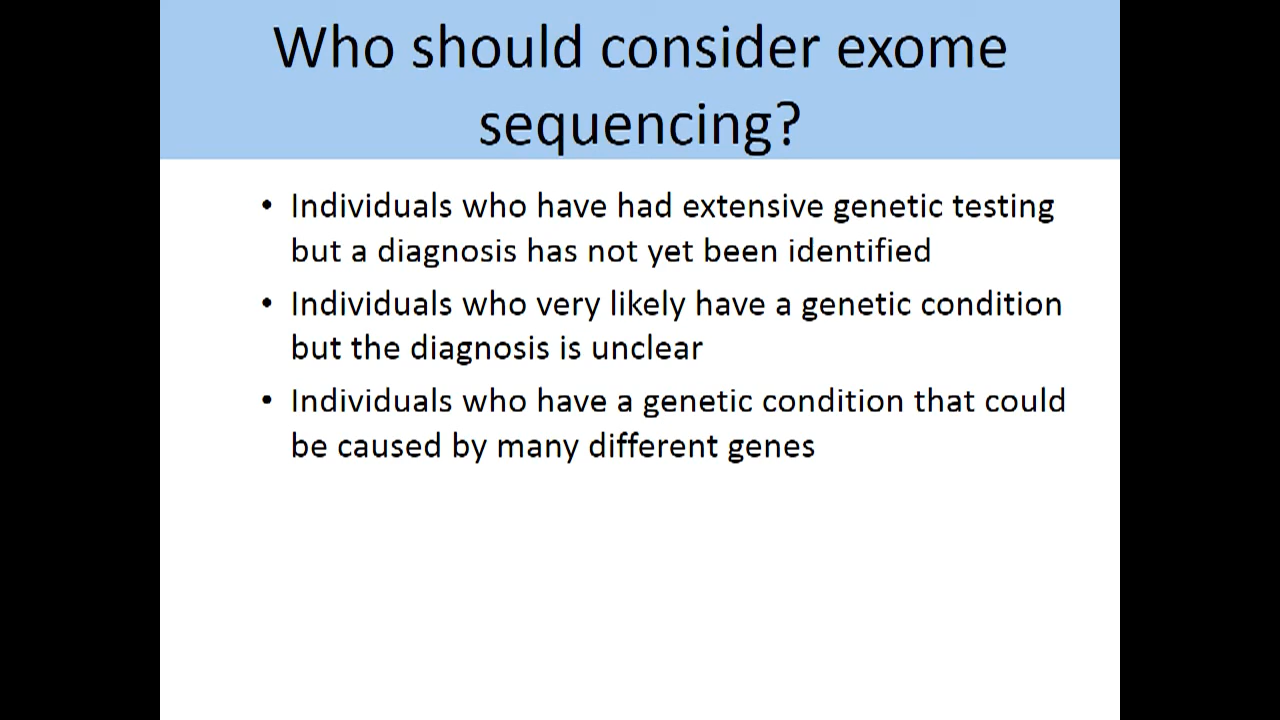 Who should consider exome
sequencing?
• Individuals who have had extensive genetic testing
but a diagnosis has not yet been identified
• Individuals who very likely have a genetic condition
but the diagnosis is unclear
• Individuals who have a genetic condition that could
be caused by many different genes